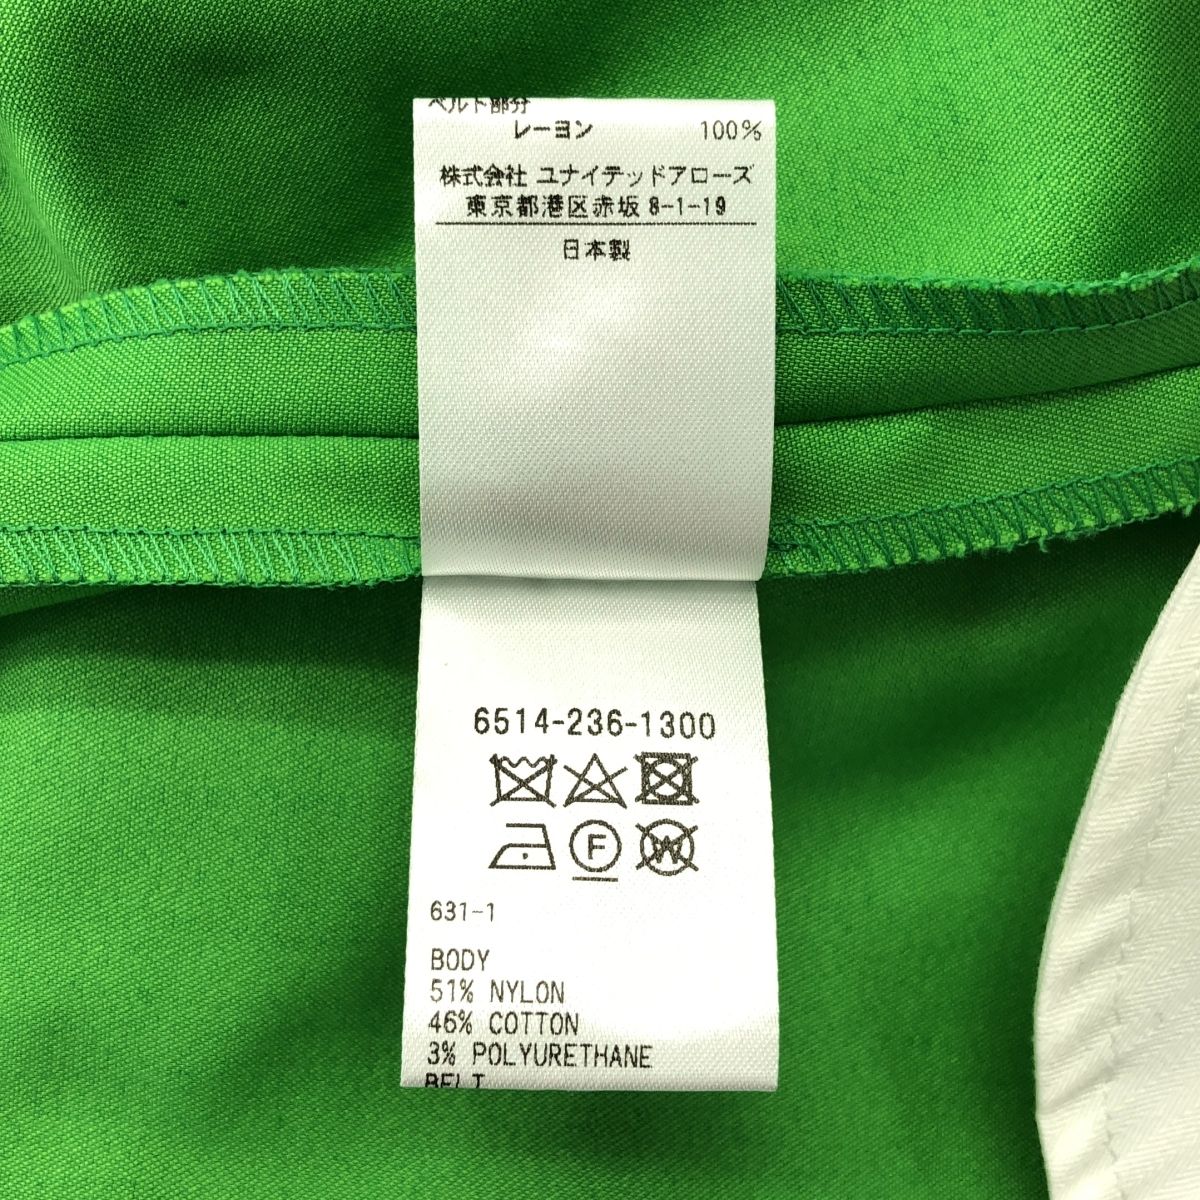 ベルト部分
レーヨン 100%
株式会社 ユナイテッドアローズ
東京都港区赤坂 8-1-19
日本製
6514-236-1300
F W
631-1
BODY
51% NYLON
46% COTTON
3% POLYURETHANE
BELT